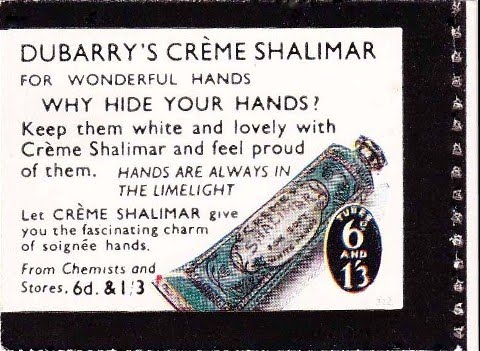 DUBARRY'S CRÈME SHALIMAR
FOR WONDERFUL HANDS
WHY HIDE YOUR HANDS?
Keep them white and lovely with
Crème Shalimar and feel proud
of them. HANDS ARE ALWAYS IN
THE LIMELIGHT
Let CRÈME SHALIMAR give
you the fascinating charm
of soignée hands.
From Chemists and
Stores. 6d. & 1/3
TUBES
6D
AND
1/3